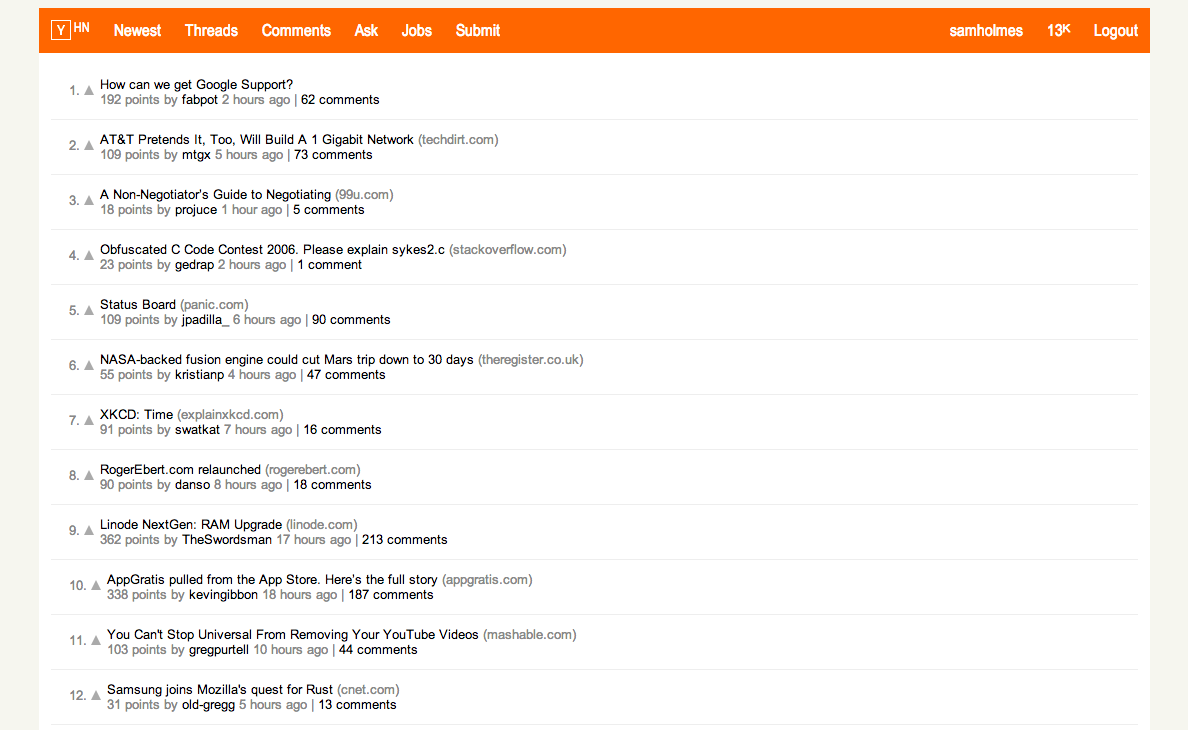 Y HN Newest Threads Comments Ask Jobs Submit samholmes 13K Logout
1. ▲ How can we get Google Support?
192 points by fabpot 2 hours ago | 62 comments
2. ▲ AT&T Pretends It, Too, Will Build A 1 Gigabit Network (techdirt.com)
109 points by mtgx 5 hours ago | 73 comments
3. ▲ A Non-Negotiator's Guide to Negotiating (99u.com)
18 points by projuce 1 hour ago | 5 comments
4. ▲ Obfuscated C Code Contest 2006. Please explain sykes2.c (stackoverflow.com)
23 points by gedrap 2 hours ago | 1 comment
5. ▲ Status Board (panic.com)
109 points by jpadilla_ 6 hours ago | 90 comments
6. ▲ NASA-backed fusion engine could cut Mars trip down to 30 days (theregister.co.uk)
55 points by kristianp 4 hours ago | 47 comments
7. ▲ XKCD: Time (explainxkcd.com)
91 points by swatkat 7 hours ago | 16 comments
8. ▲ RogerEbert.com relaunched (rogerebert.com)
90 points by danso 8 hours ago | 18 comments
9. ▲ Linode NextGen: RAM Upgrade (linode.com)
362 points by TheSwordsman 17 hours ago | 213 comments
10. ▲ AppGratis pulled from the App Store. Here's the full story (appgratis.com)
338 points by kevingibbon 18 hours ago | 187 comments
11. ▲ You Can't Stop Universal From Removing Your YouTube Videos (mashable.com)
103 points by gregpurtell 10 hours ago | 44 comments
12. ▲ Samsung joins Mozilla's quest for Rust (cnet.com)
31 points by old-gregg 5 hours ago | 13 comments